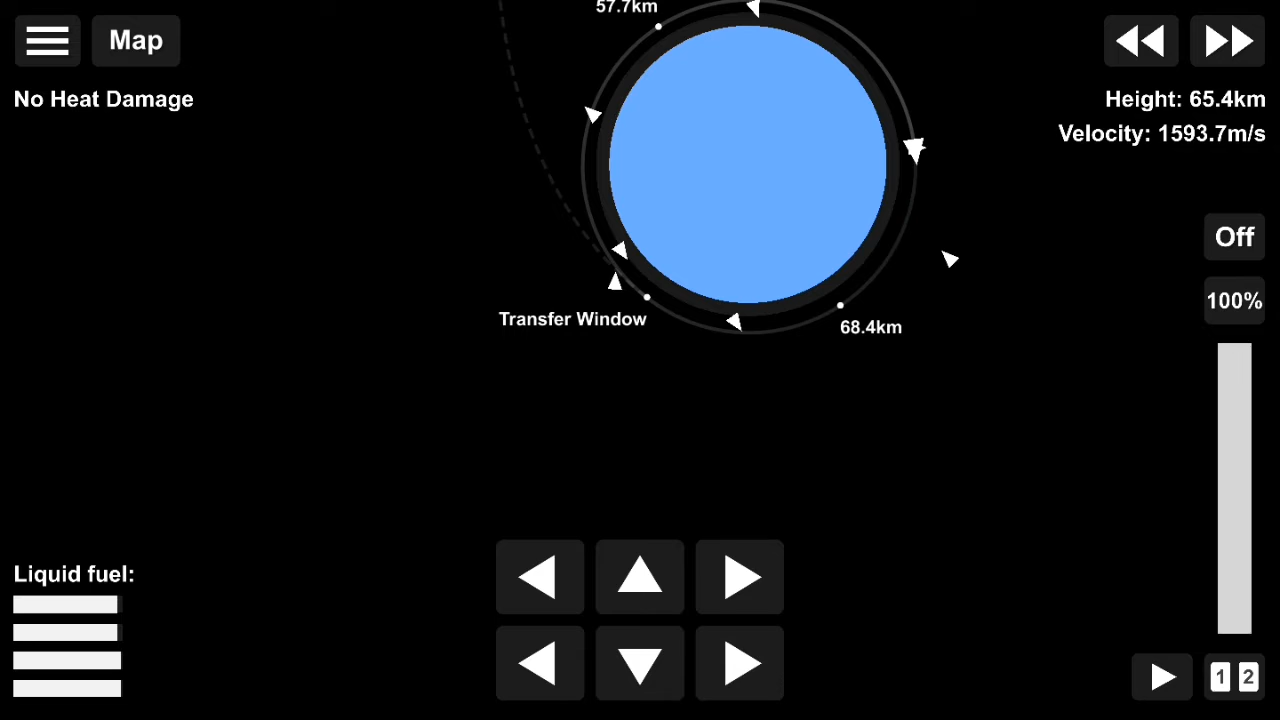 57.7km
Map
No Heat Damage
Height: 65.4km
Velocity: 1593.7m/s
Off
100%
Transfer Window
68.4km
Liquid fuel:
1 2